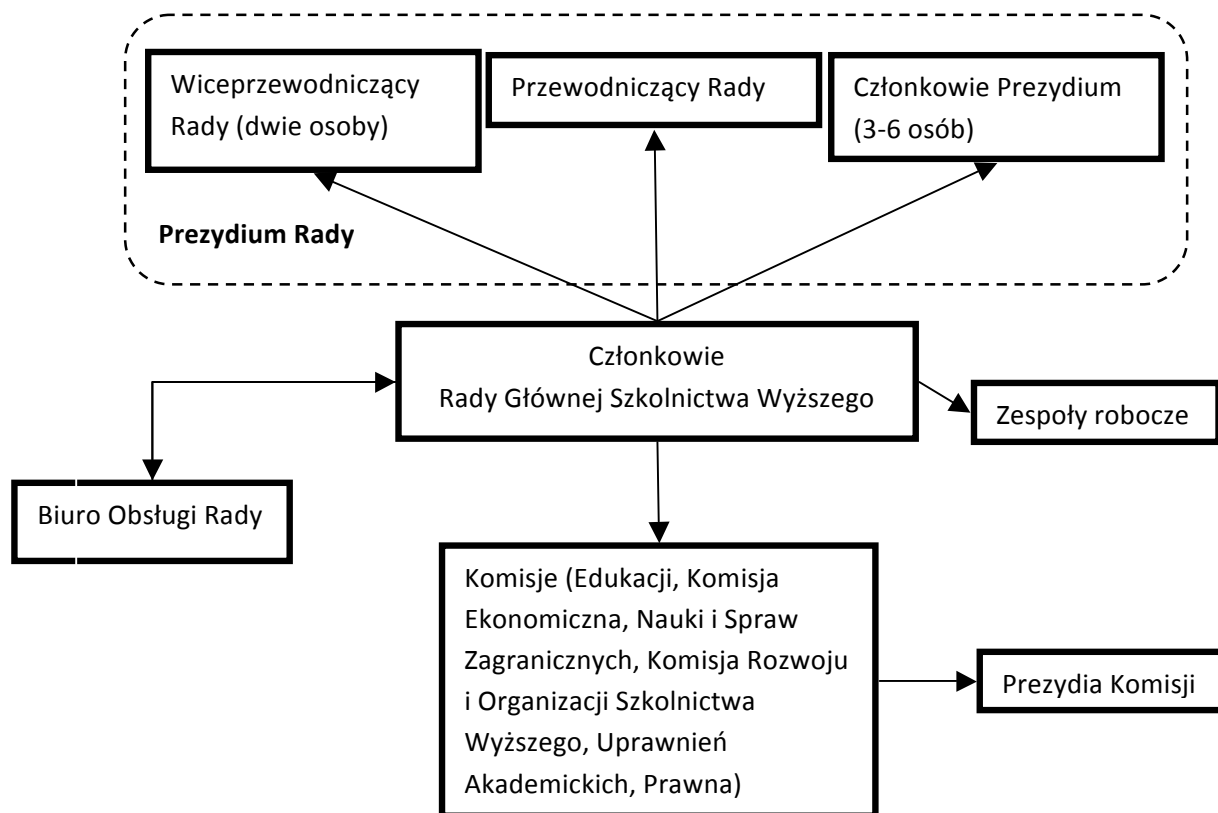 Wiceprzewodniczący
Rady (dwie osoby)
Przewodniczący Rady
Członkowie Prezydium
(3-6 osób)
Prezydium Rady
Członkowie
Rady Głównej Szkolnictwa Wyższego
Zespoły robocze
Biuro Obsługi Rady
Komisje (Edukacji, Komisja
Ekonomiczna, Nauki i Spraw
Zagranicznych, Komisja Rozwoju
i Organizacji Szkolnictwa
Wyższego, Uprawnień
Akademickich, Prawna)
Prezydia Komisji